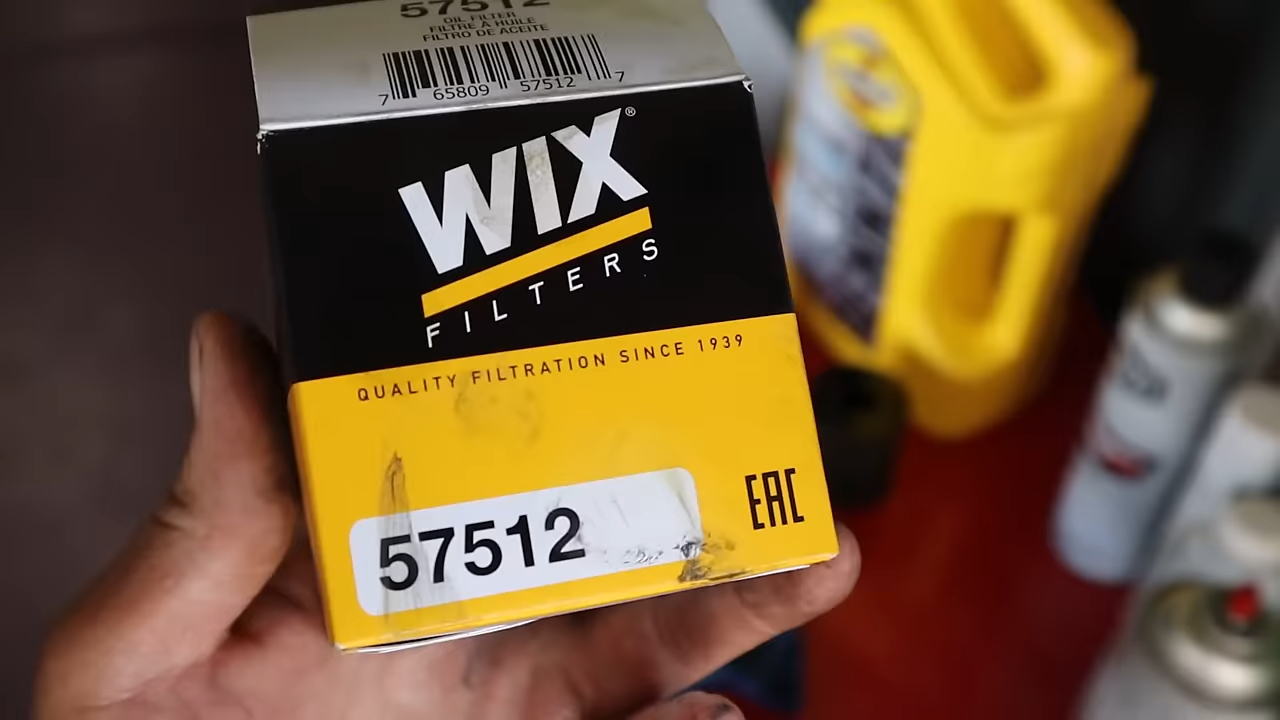 57512
OIL FILTER
FILTRE À HUILE
FILTRO DE ACEITE
7 65809 57512 7
WIX®
FILTERS
QUALITY FILTRATION SINCE 1939
57512
EAC